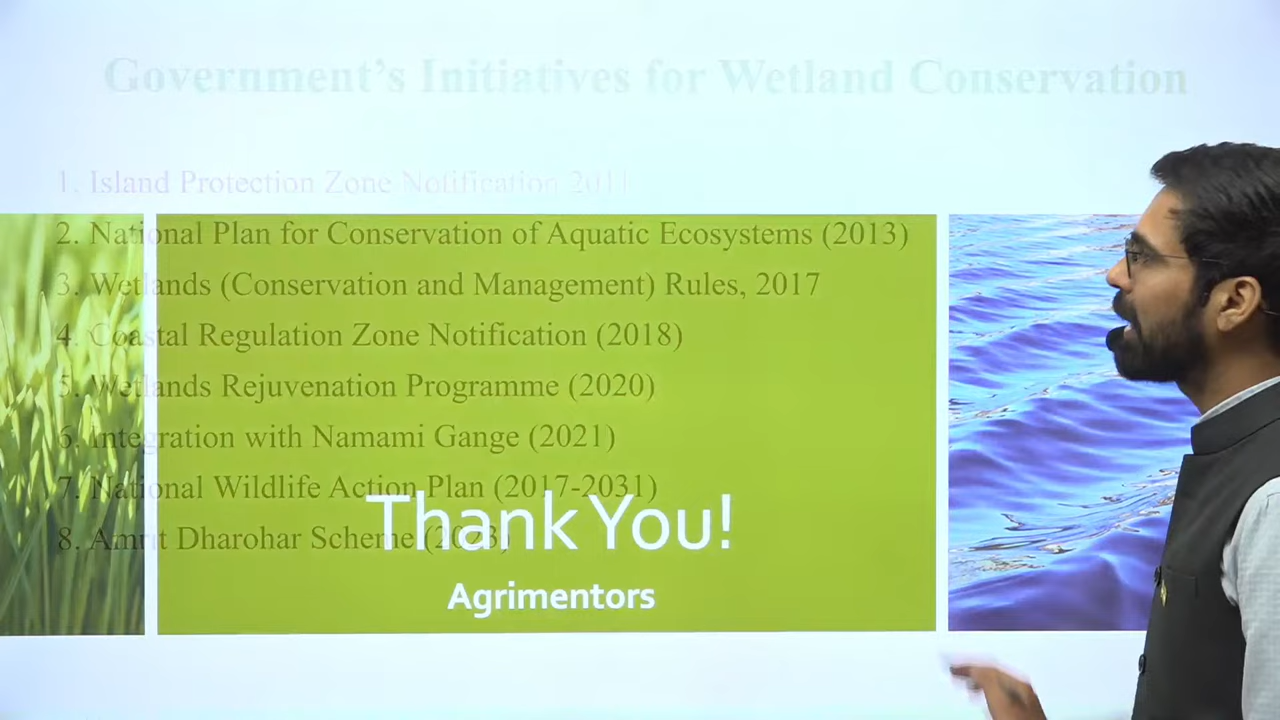 Government's Initiatives for Wetland Conservation
1. Island Protection Zone Notification 2011
2. National Plan for Conservation of Aquatic Ecosystems (2013)
3. Wetlands (Conservation and Management) Rules, 2017
4. Coastal Regulation Zone Notification (2018)
5. Wetlands Rejuvenation Programme (2020)
6. Integration with Namami Gange (2021)
7. National Wildlife Action Plan (2017-2031)
8. Amrit Dharohar Scheme (2023)
Thank You!
Agrimentors